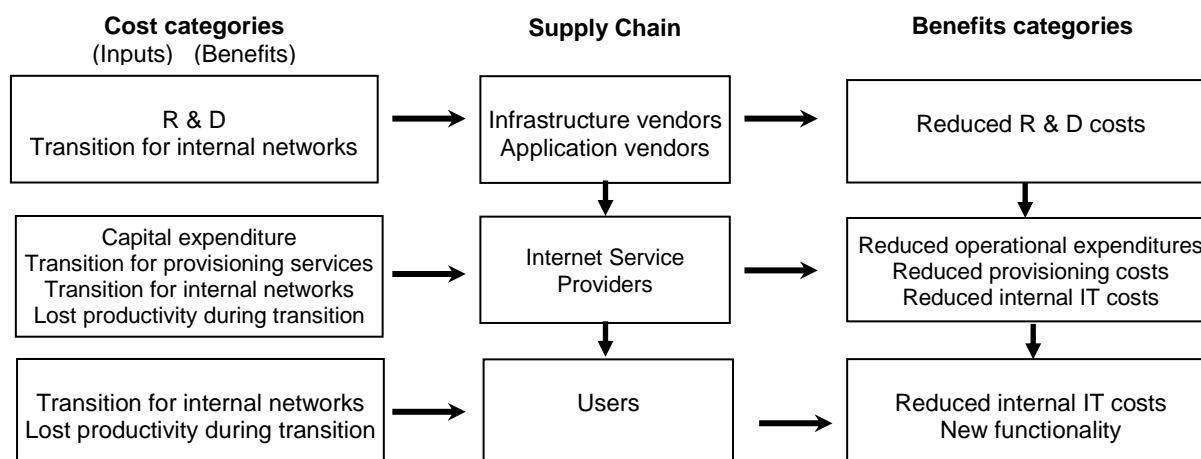 Cost categories
(Inputs) (Benefits)
Supply Chain
Benefits categories
R & D
Transition for internal networks
Infrastructure vendors
Application vendors
Reduced R & D costs
Capital expenditure
Transition for provisioning services
Transition for internal networks
Lost productivity during transition
Internet Service
Providers
Reduced operational expenditures
Reduced provisioning costs
Reduced internal IT costs
Transition for internal networks
Lost productivity during transition
Users
Reduced internal IT costs
New functionality